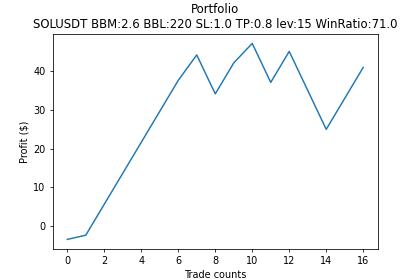 Portfolio
SOLUSDT BBM:2.6 BBL:220 SL:1.0 TP:0.8 lev:15 WinRatio:71.0
40
30
20
10
0
Profit ($)
0 2 4 6 8 10 12 14 16
Trade counts